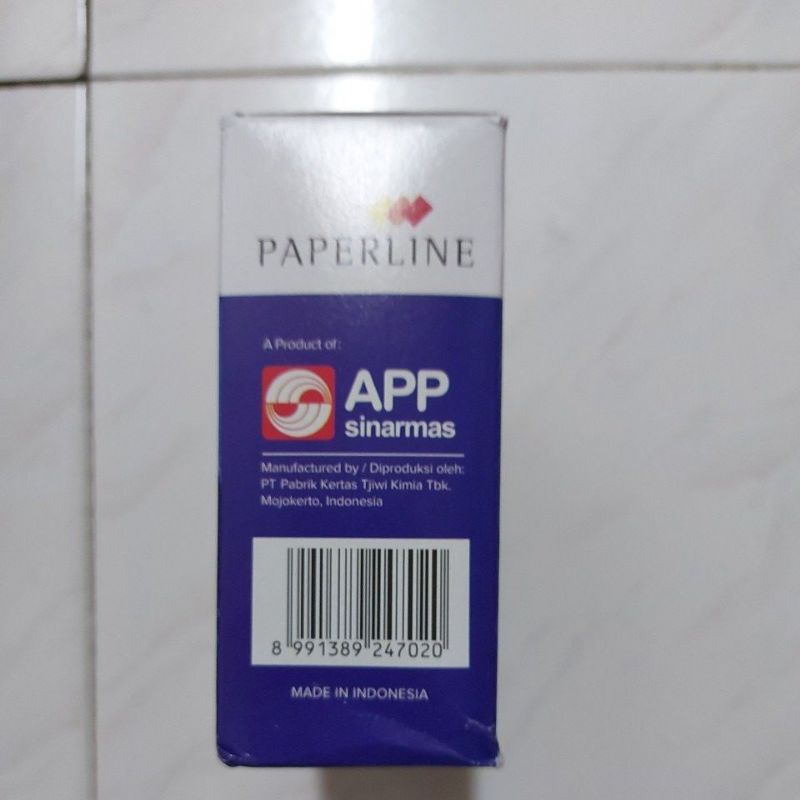 PAPERLINE
A Product of:
APP
sinarmas
Manufactured by / Diproduksi oleh:
PT Pabrik Kertas Tjiwi Kimia Tbk.
Mojokerto, Indonesia
8 991389 247020
MADE IN INDONESIA